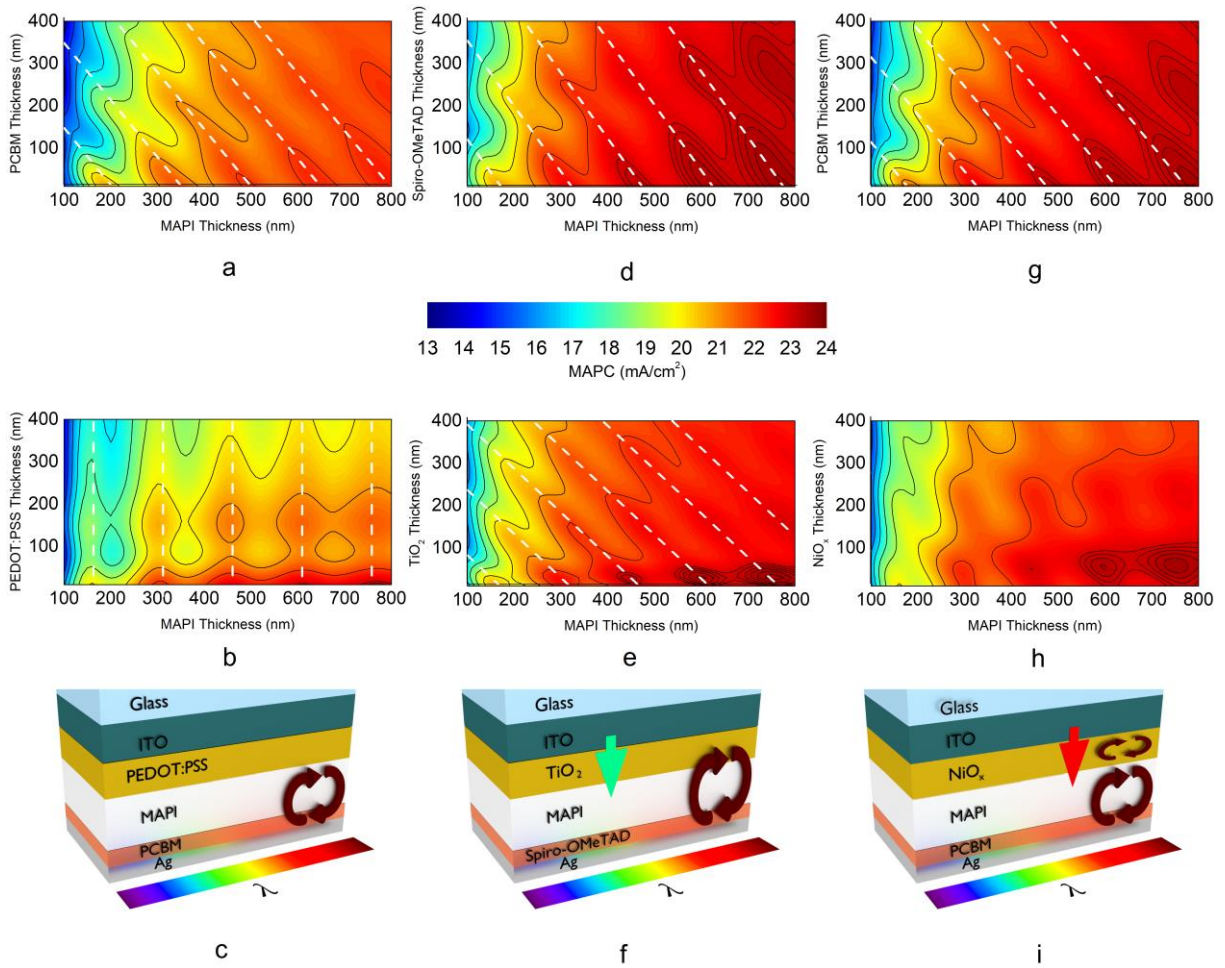 PCBM Thickness (nm)
400
300
200
100
100 200 300 400 500 600 700 800
MAPI Thickness (nm)
a
Spiro-OMeTAD Thickness (nm)
400
300
200
100
100 200 300 400 500 600 700 800
MAPI Thickness (nm)
d
PCBM Thickness (nm)
400
300
200
100
100 200 300 400 500 600 700 800
MAPI Thickness (nm)
g
13 14 15 16 17 18 19 20 21 22 23 24
MAPC (mA/cm²)
PEDOT:PSS Thickness (nm)
400
300
200
100
100 200 300 400 500 600 700 800
MAPI Thickness (nm)
b
TiO₂ Thickness (nm)
400
300
200
100
100 200 300 400 500 600 700 800
MAPI Thickness (nm)
e
NiOₓ Thickness (nm)
400
300
200
100
100 200 300 400 500 600 700 800
MAPI Thickness (nm)
h
Glass
ITO
PEDOT:PSS
MAPI
PCBM
Ag
λ
c
Glass
ITO
TiO₂
MAPI
Spiro-OMeTAD
Ag
λ
f
Glass
ITO
NiOₓ
MAPI
PCBM
Ag
λ
i